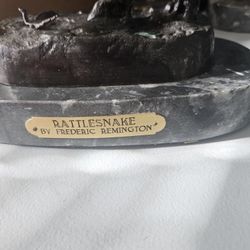 RATTLESNAKE
BY FREDERIC REMINGTON